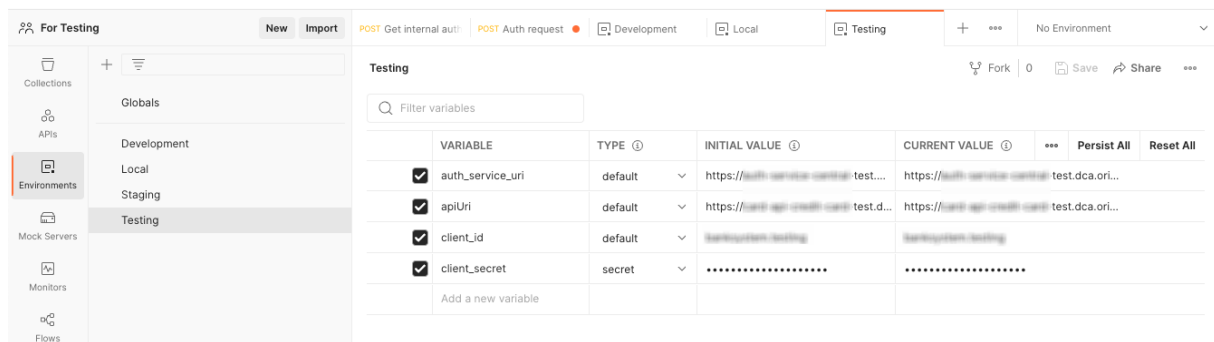 For Testing New Import POST Get internal auth POST Auth request Development Local Testing + No Environment
Collections
APIs
Environments
Mock Servers
Monitors
Flows
+
Globals
Development
Local
Staging
Testing
Testing Fork 0 Save Share
Filter variables
VARIABLE TYPE INITIAL VALUE CURRENT VALUE Persist All Reset All
auth_service_uri default https:// test.... https:// test.dca.ori...
apiUri default https:// test.d... https:// test.dca.ori...
client_id default
client_secret secret •••••••••••••••••••• ••••••••••••••••••••
Add a new variable